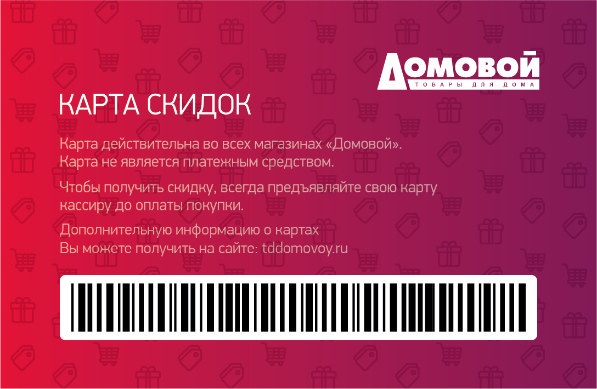 ДОМОВОЙ
ТОВАРЫ ДЛЯ ДОМА
КАРТА СКИДОК
Карта действительна во всех магазинах «Домовой».
Карта не является платежным средством.
Чтобы получить скидку, всегда предъявляйте свою карту
кассиру до оплаты покупки.
Дополнительную информацию о картах
Вы можете получить на сайте: tddomovoy.ru